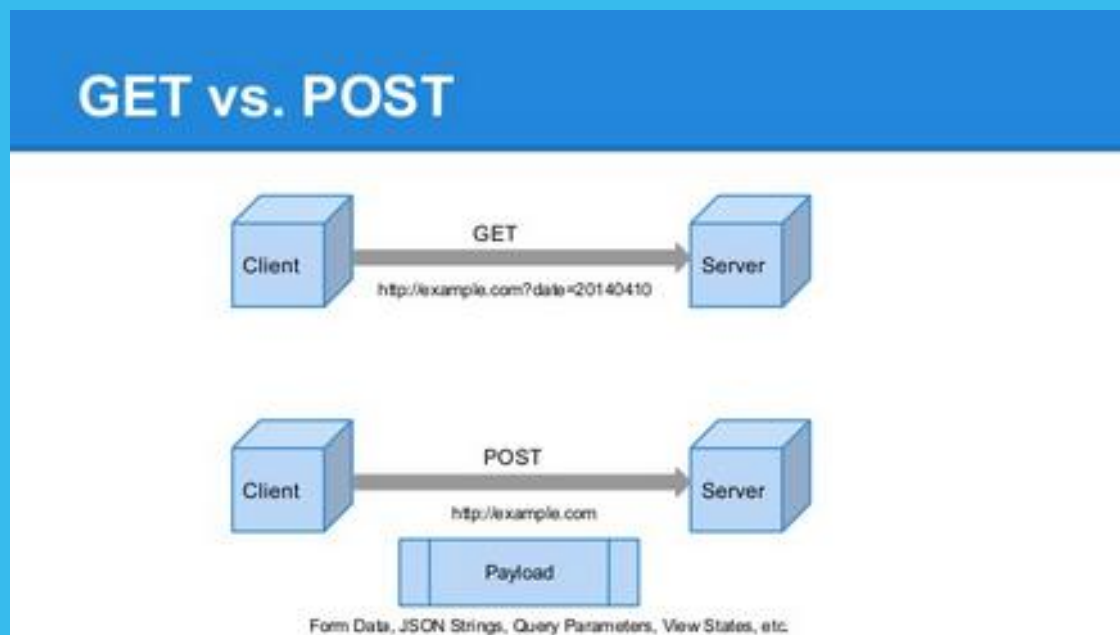 GET vs. POST
GET
Client
Server
http://example.com?date=20140410
POST
Client
Server
http://example.com
Payload
Form Data, JSON Strings, Query Parameters, View States, etc.